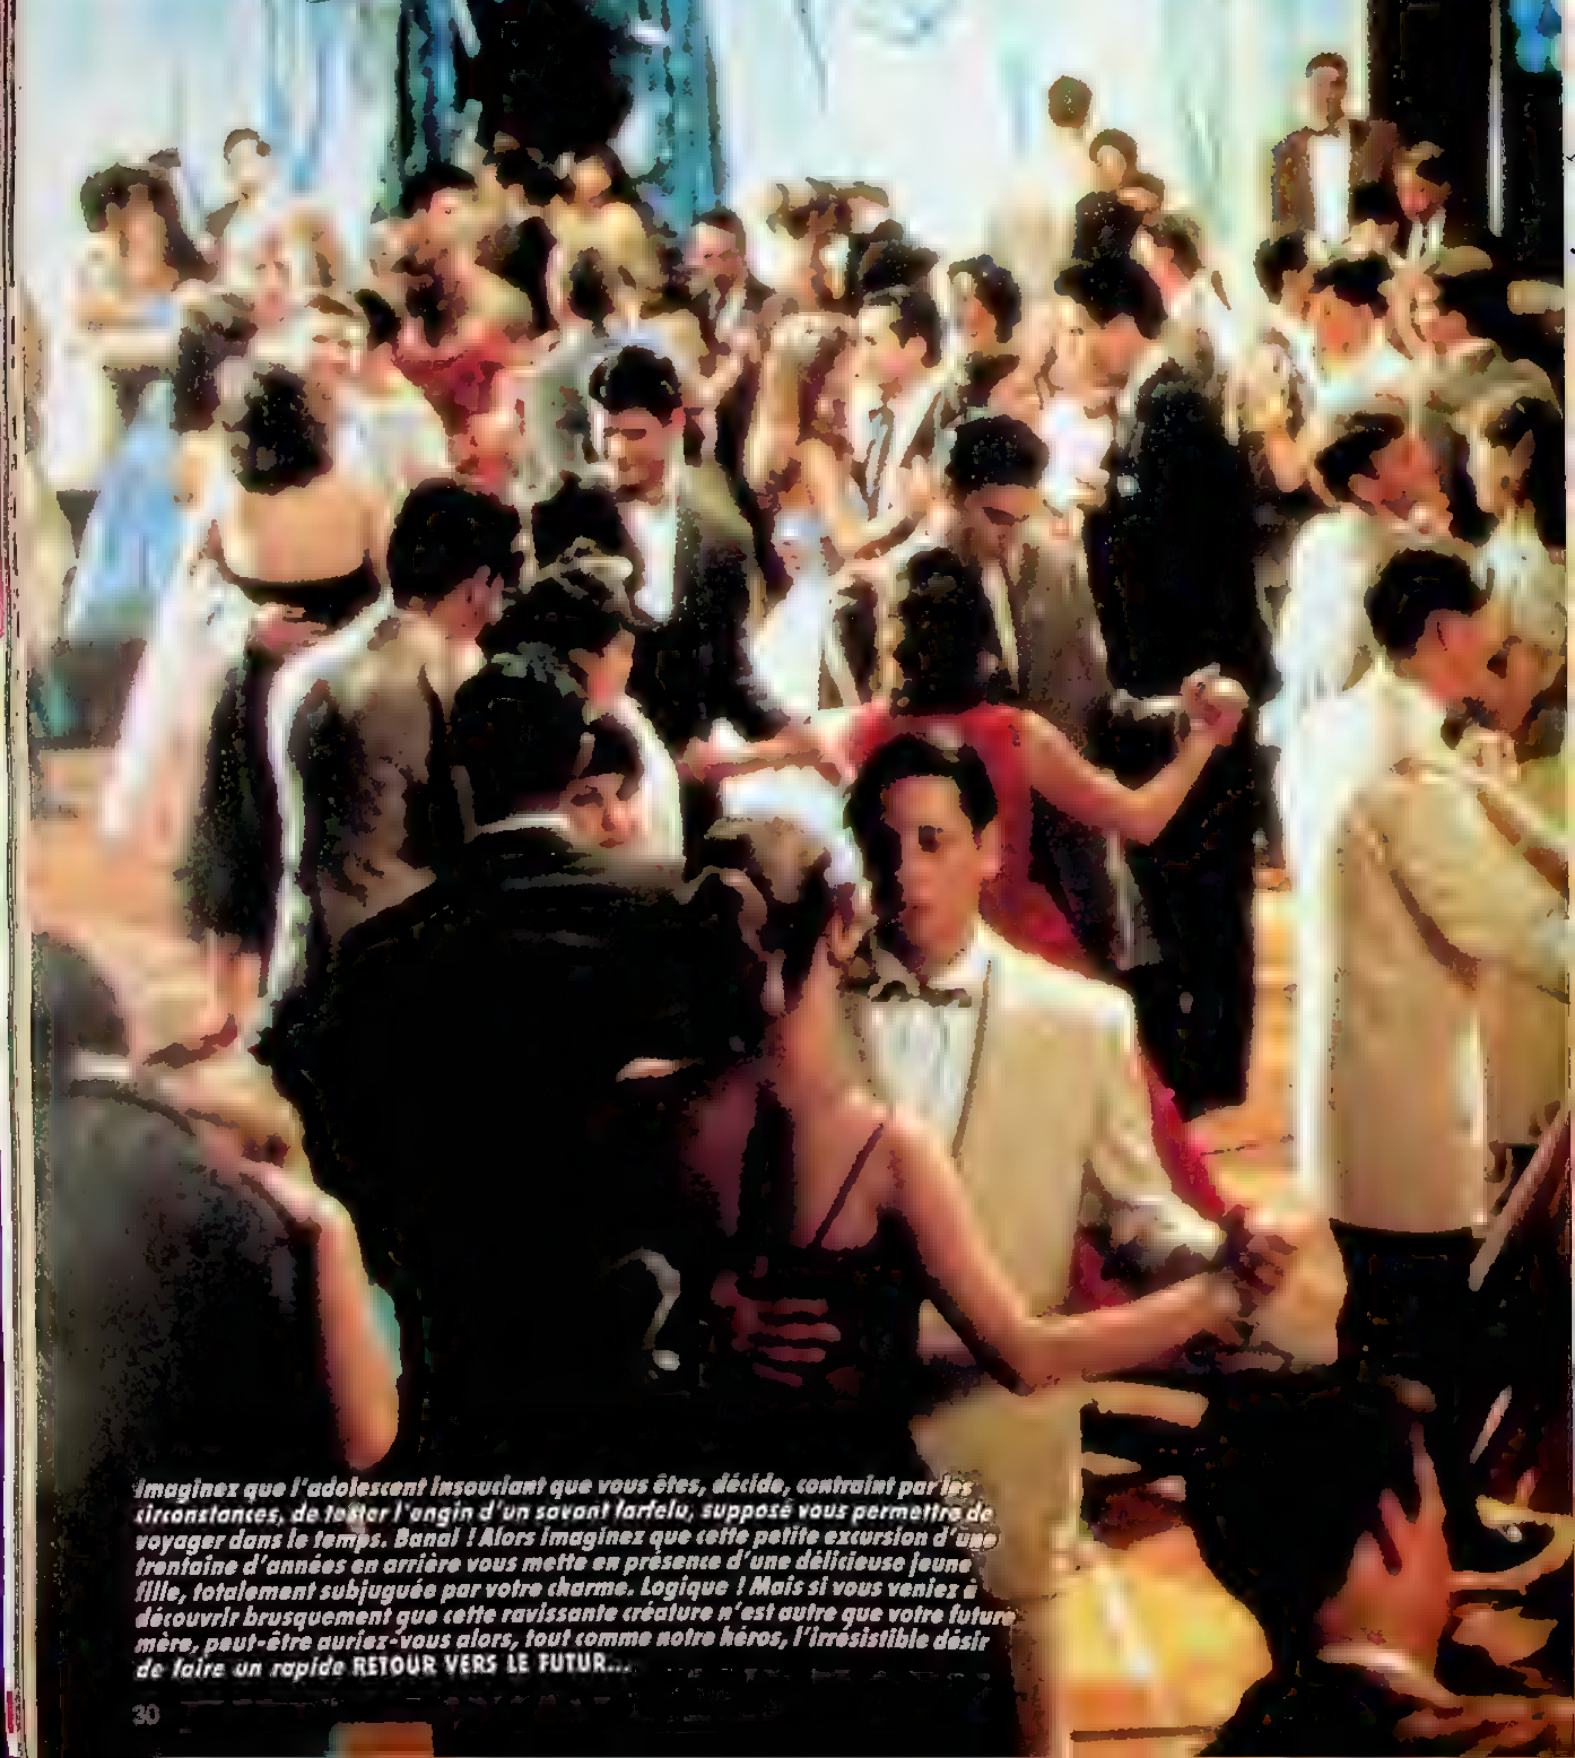 Imaginez que l'adolescent insouciant que vous êtes, décide, contraint par les
circonstances, de tester l'engin d'un savant farfelu, supposé vous permettre de
voyager dans le temps. Banal ! Alors imaginez que cette petite excursion d'une
trentaine d'années en arrière vous mette en présence d'une délicieuse jeune
fille, totalement subjuguée par votre charme. Logique ! Mais si vous veniez à
découvrir brusquement que cette ravissante créature n'est autre que votre future
mère, peut-être auriez-vous alors, tout comme notre héros, l'irrésistible désir
de faire un rapide RETOUR VERS LE FUTUR...
30